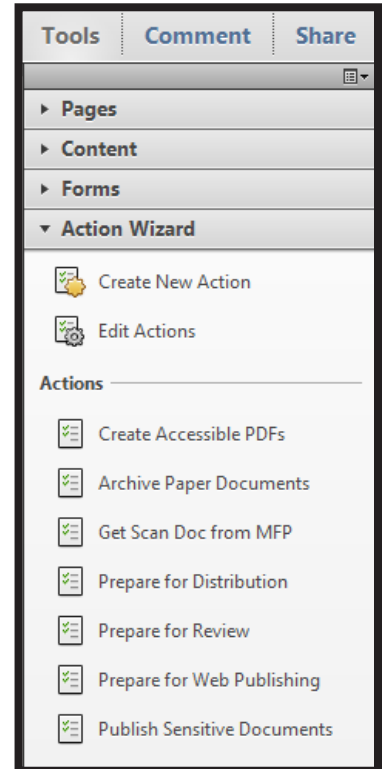 Tools Comment Share
Pages
Content
Forms
Action Wizard
Create New Action
Edit Actions
Actions
Create Accessible PDFs
Archive Paper Documents
Get Scan Doc from MFP
Prepare for Distribution
Prepare for Review
Prepare for Web Publishing
Publish Sensitive Documents